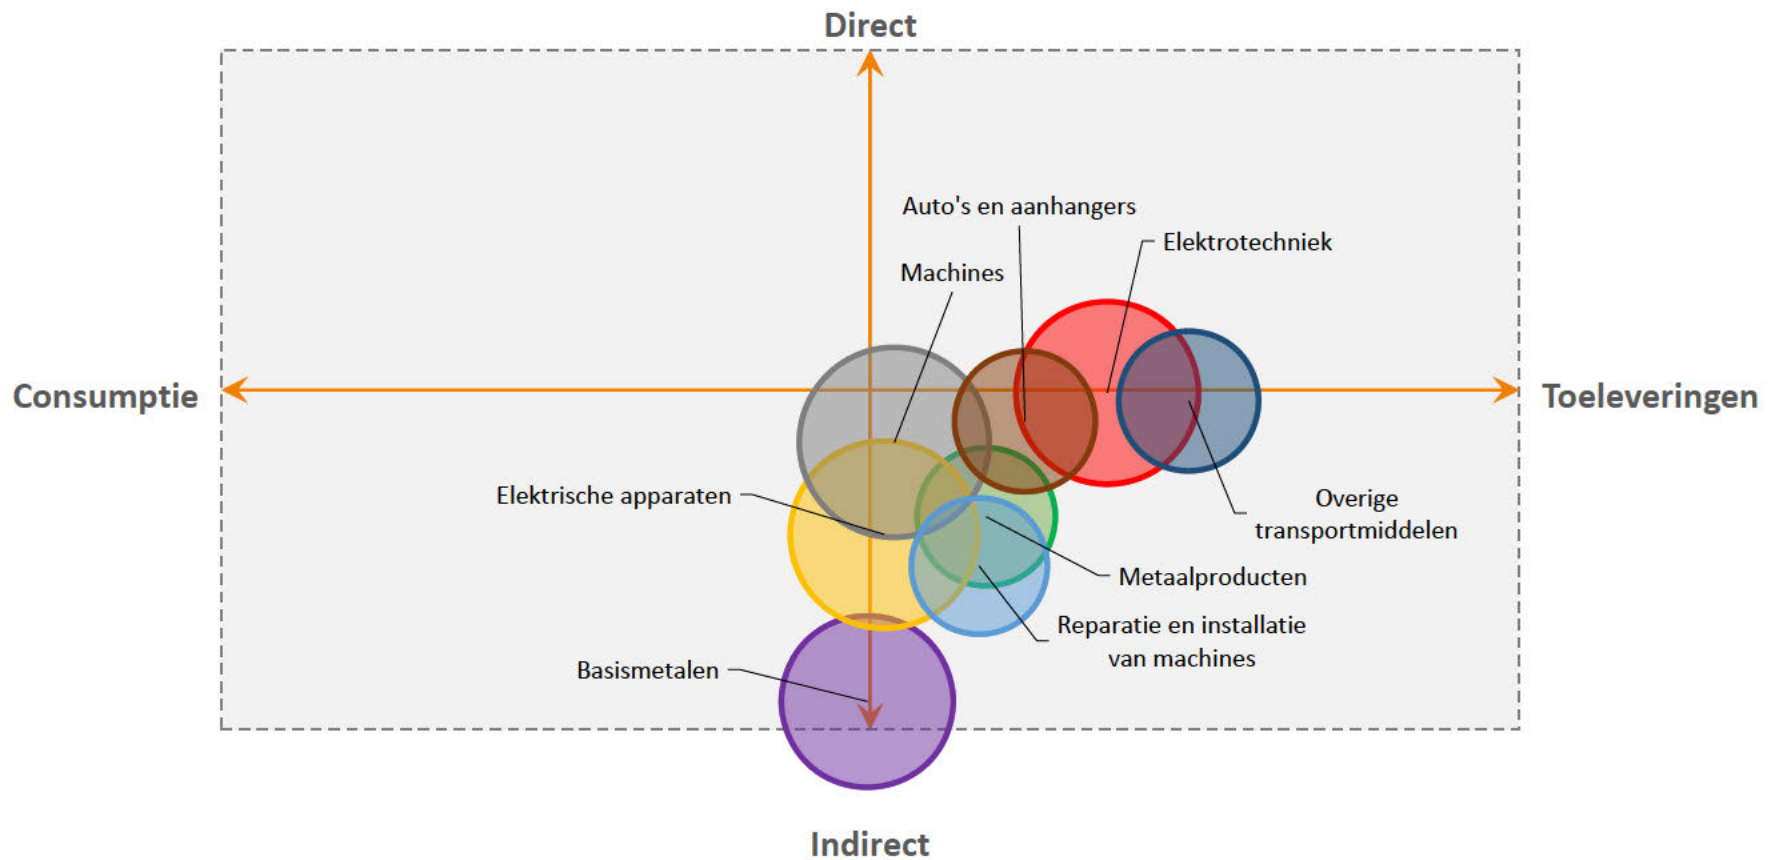 Direct
Auto's en aanhangers
Elektrotechniek
Machines
Consumptie
Toeleveringen
Elektrische apparaten
Overige
transportmiddelen
Metaalproducten
Reparatie en installatie
van machines
Basismetalen
Indirect